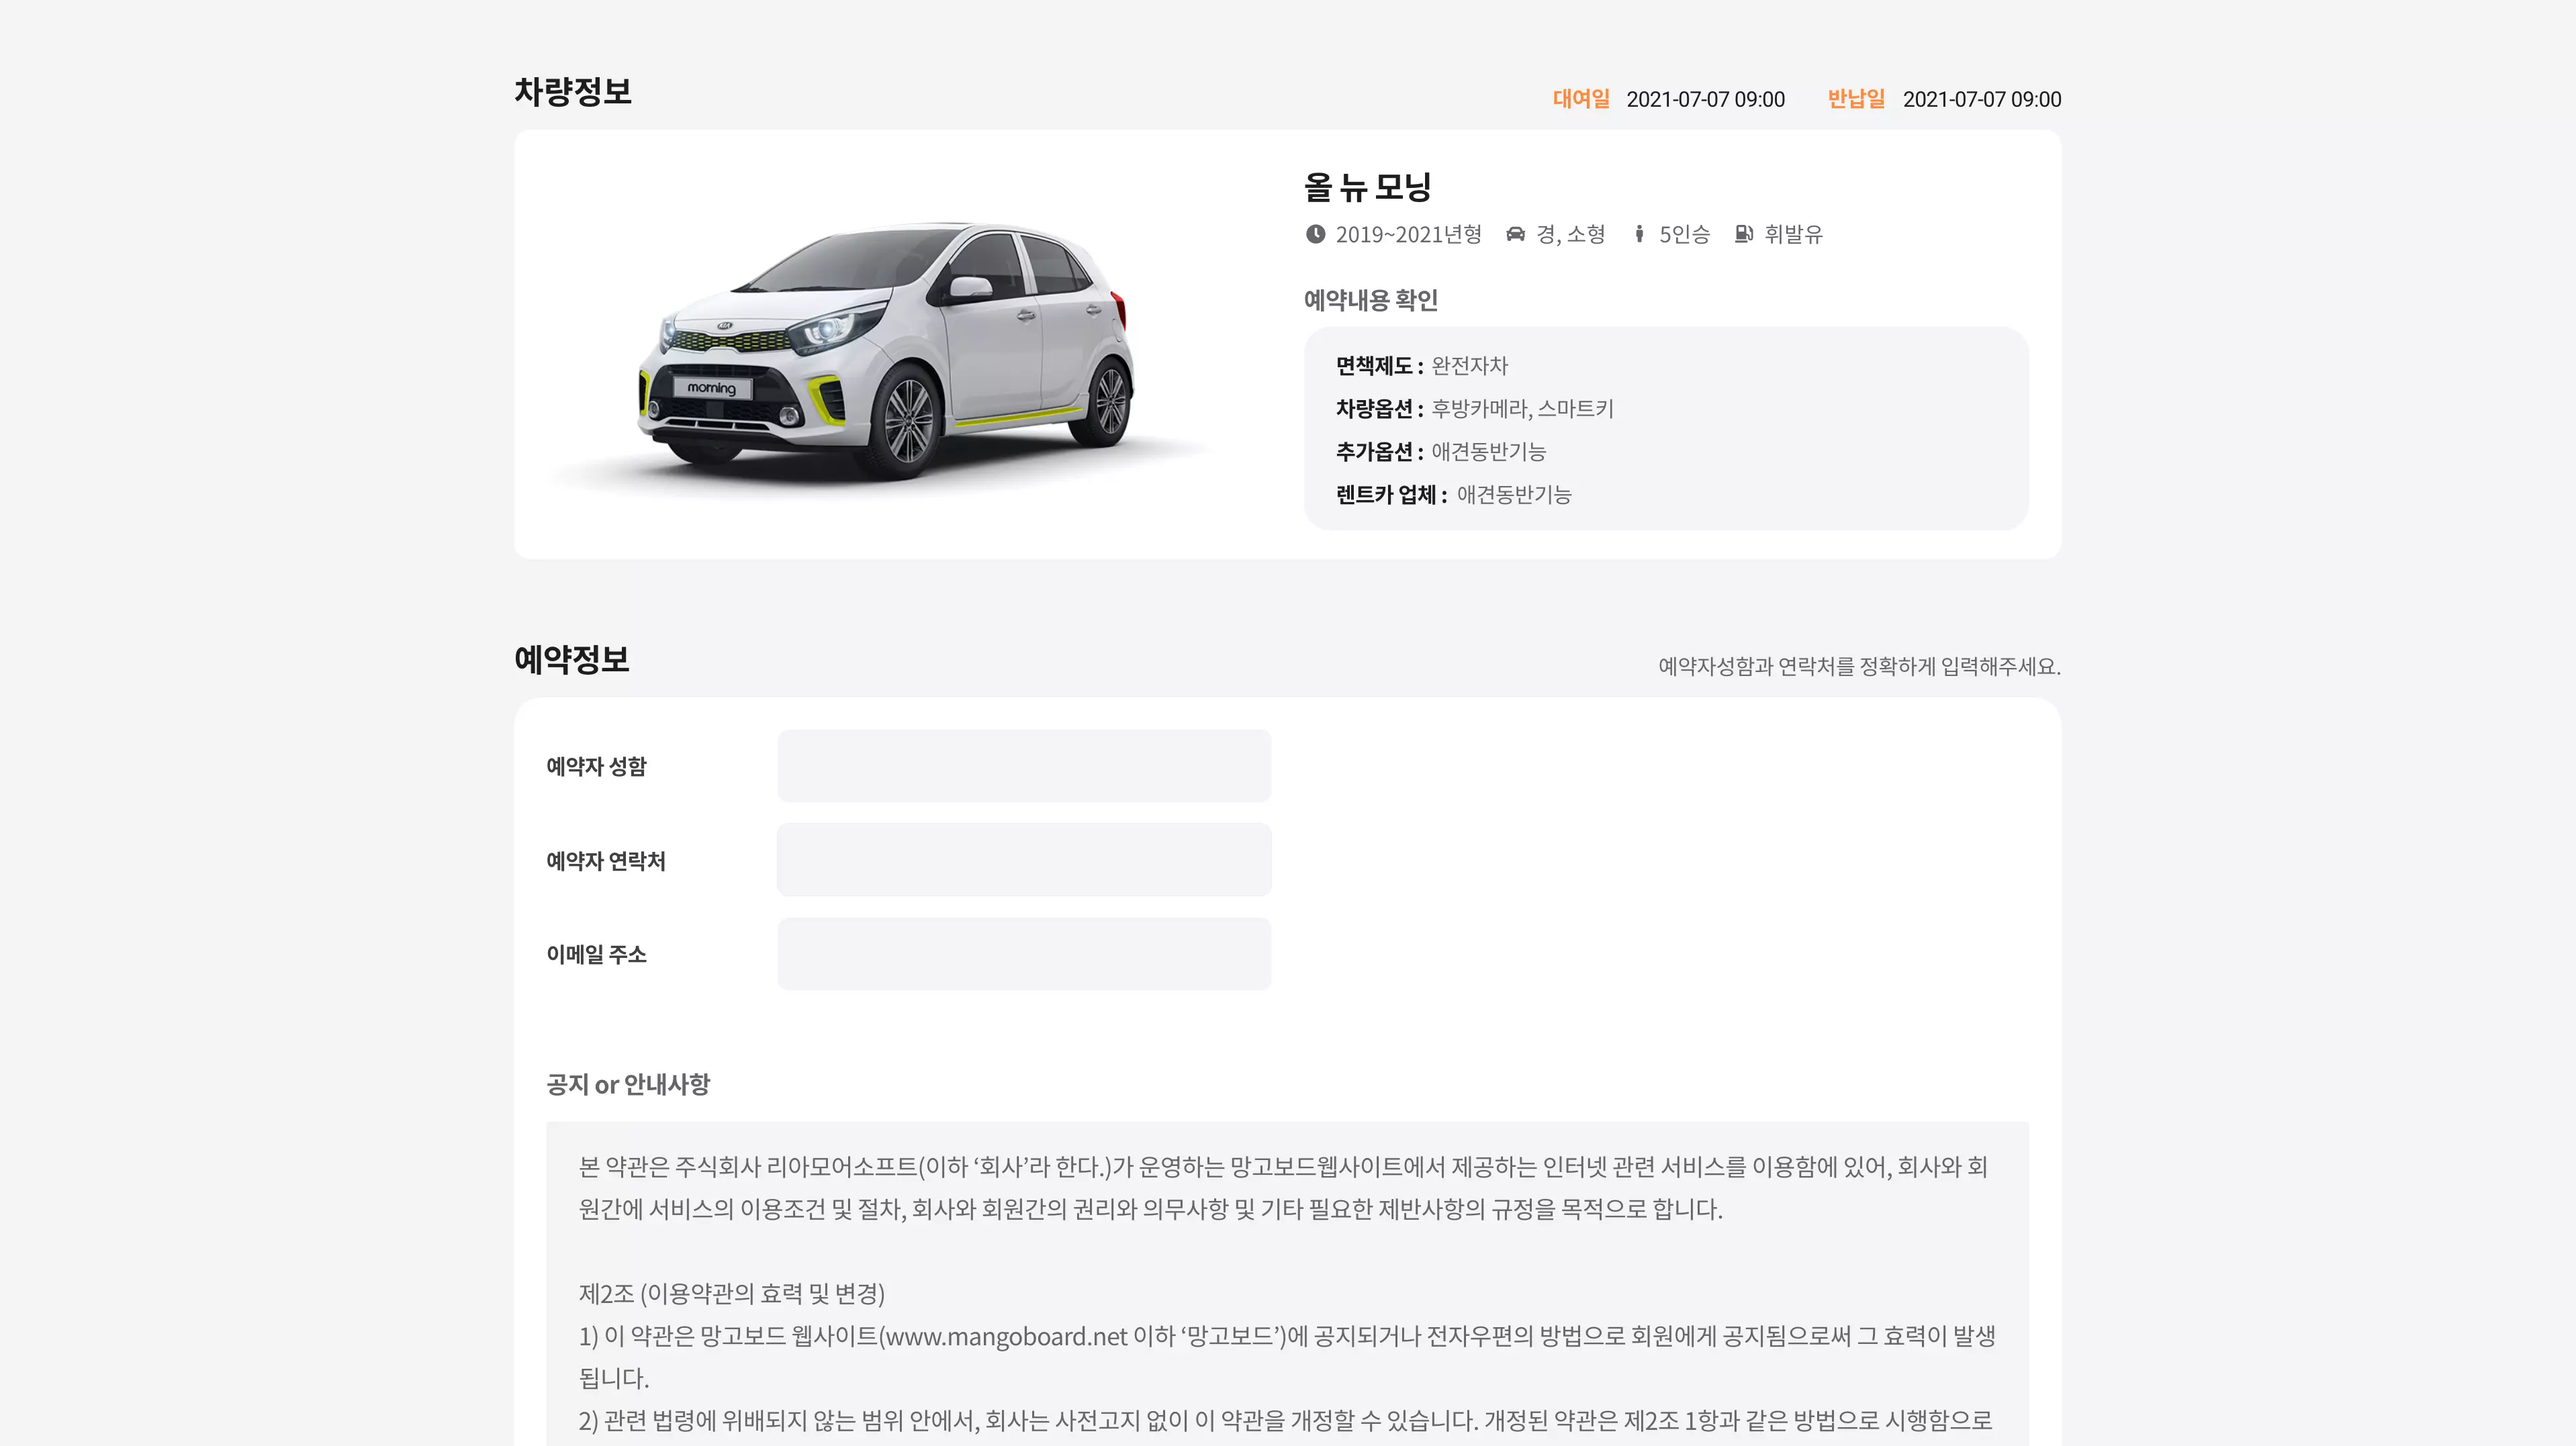 차량정보
대여일 2021-07-07 09:00 반납일 2021-07-07 09:00
올 뉴 모닝
2019~2021년형 경, 소형 5인승 휘발유
예약내용 확인
면책제도 : 완전자차
차량옵션 : 후방카메라, 스마트키
추가옵션 : 애견동반기능
렌트카 업체 : 애견동반기능
KIA
morning
예약정보
예약자성함과 연락처를 정확하게 입력해주세요.
예약자 성함
예약자 연락처
이메일 주소
공지 or 안내사항
본 약관은 주식회사 리아모어소프트(이하 ‘회사’라 한다.)가 운영하는 망고보드웹사이트에서 제공하는 인터넷 관련 서비스를 이용함에 있어, 회사와 회
원간에 서비스의 이용조건 및 절차, 회사와 회원간의 권리와 의무사항 및 기타 필요한 제반사항의 규정을 목적으로 합니다.
제2조 (이용약관의 효력 및 변경)
1) 이 약관은 망고보드 웹사이트(www.mangoboard.net 이하 ‘망고보드’)에 공지되거나 전자우편의 방법으로 회원에게 공지됨으로써 그 효력이 발생
됩니다.
2) 관련 법령에 위배되지 않는 범위 안에서, 회사는 사전고지 없이 이 약관을 개정할 수 있습니다. 개정된 약관은 제2조 1항과 같은 방법으로 시행함으로